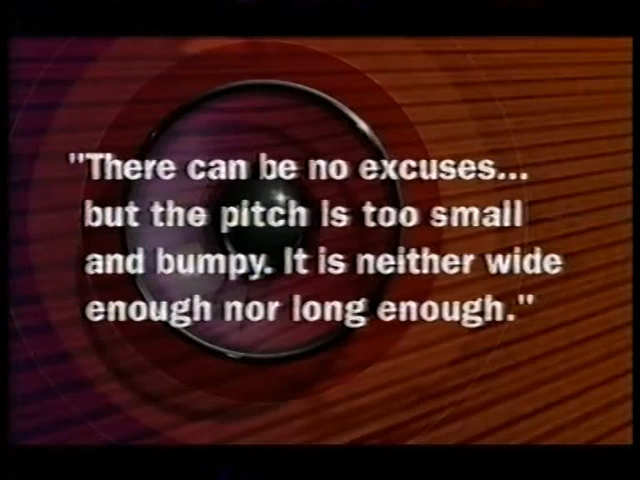 "There can be no excuses...
but the pitch is too small
and bumpy. It is neither wide
enough nor long enough."